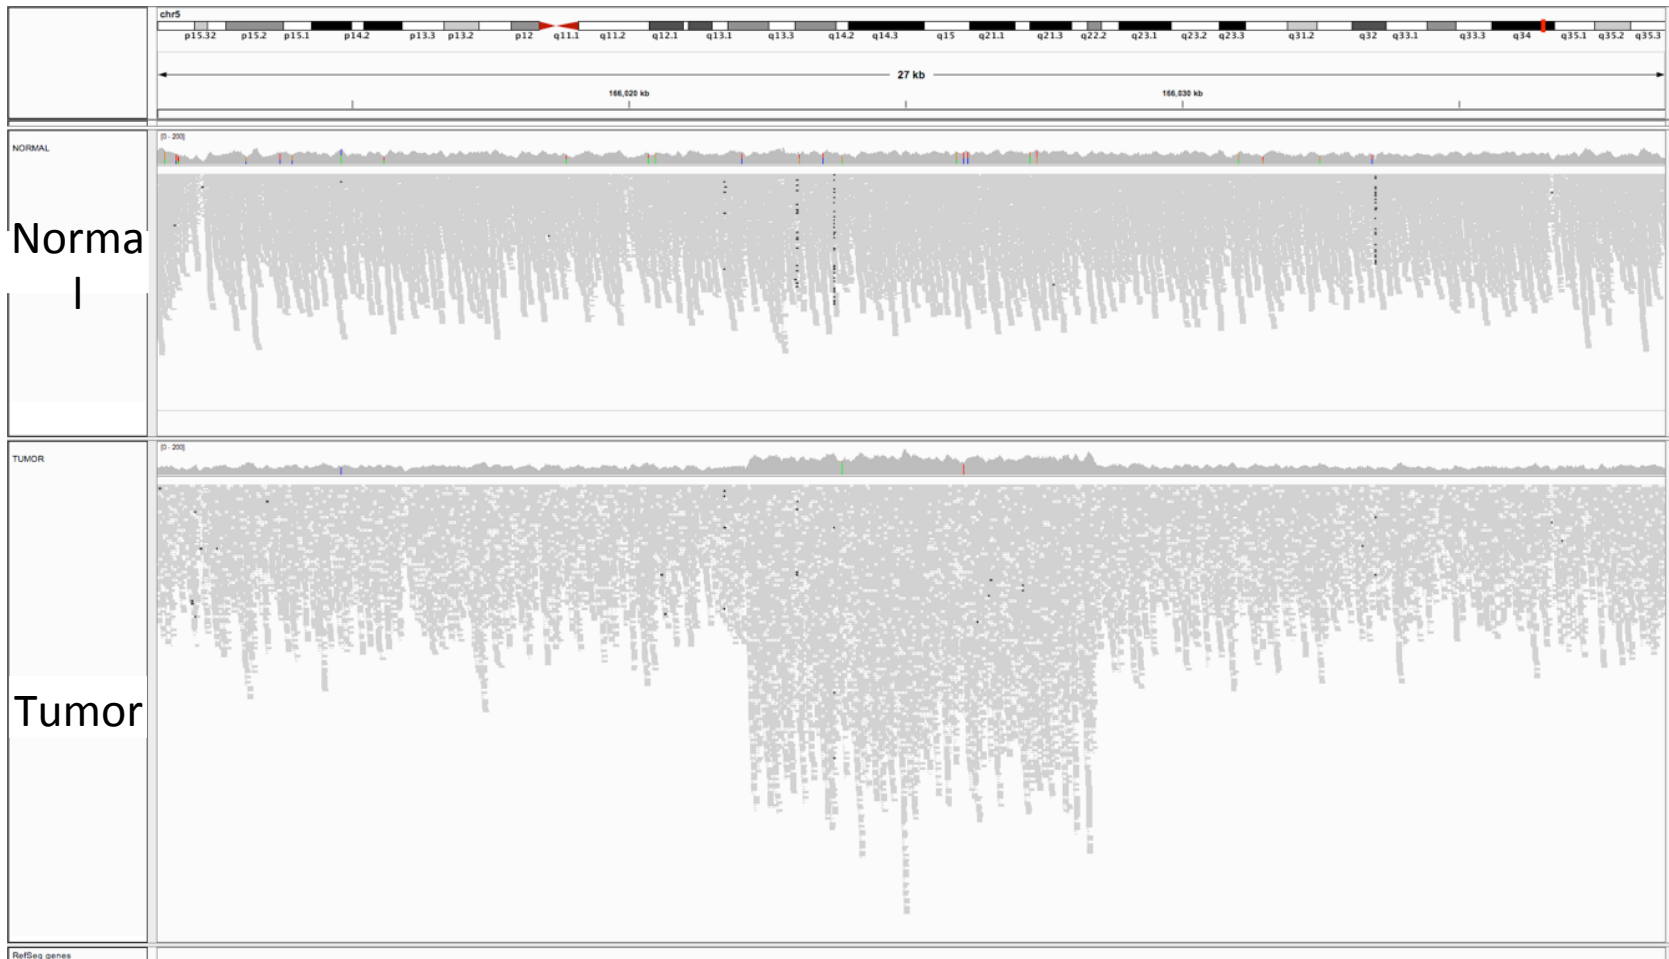 chr5
p15.32 p15.2 p15.1 p14.2 p13.3 p13.2 p12 q11.1 q11.2 q12.1 q13.1 q13.3 q14.2 q14.3 q15 q21.1 q21.3 q22.2 q23.1 q23.2 q23.3 q31.2 q32 q33.1 q33.3 q34 q35.1 q35.2 q35.3
27 kb
166,020 kb 166,030 kb
[0 - 200]
NORMAL
Norma
l
[0 - 200]
TUMOR
Tumor
RefSeq genes